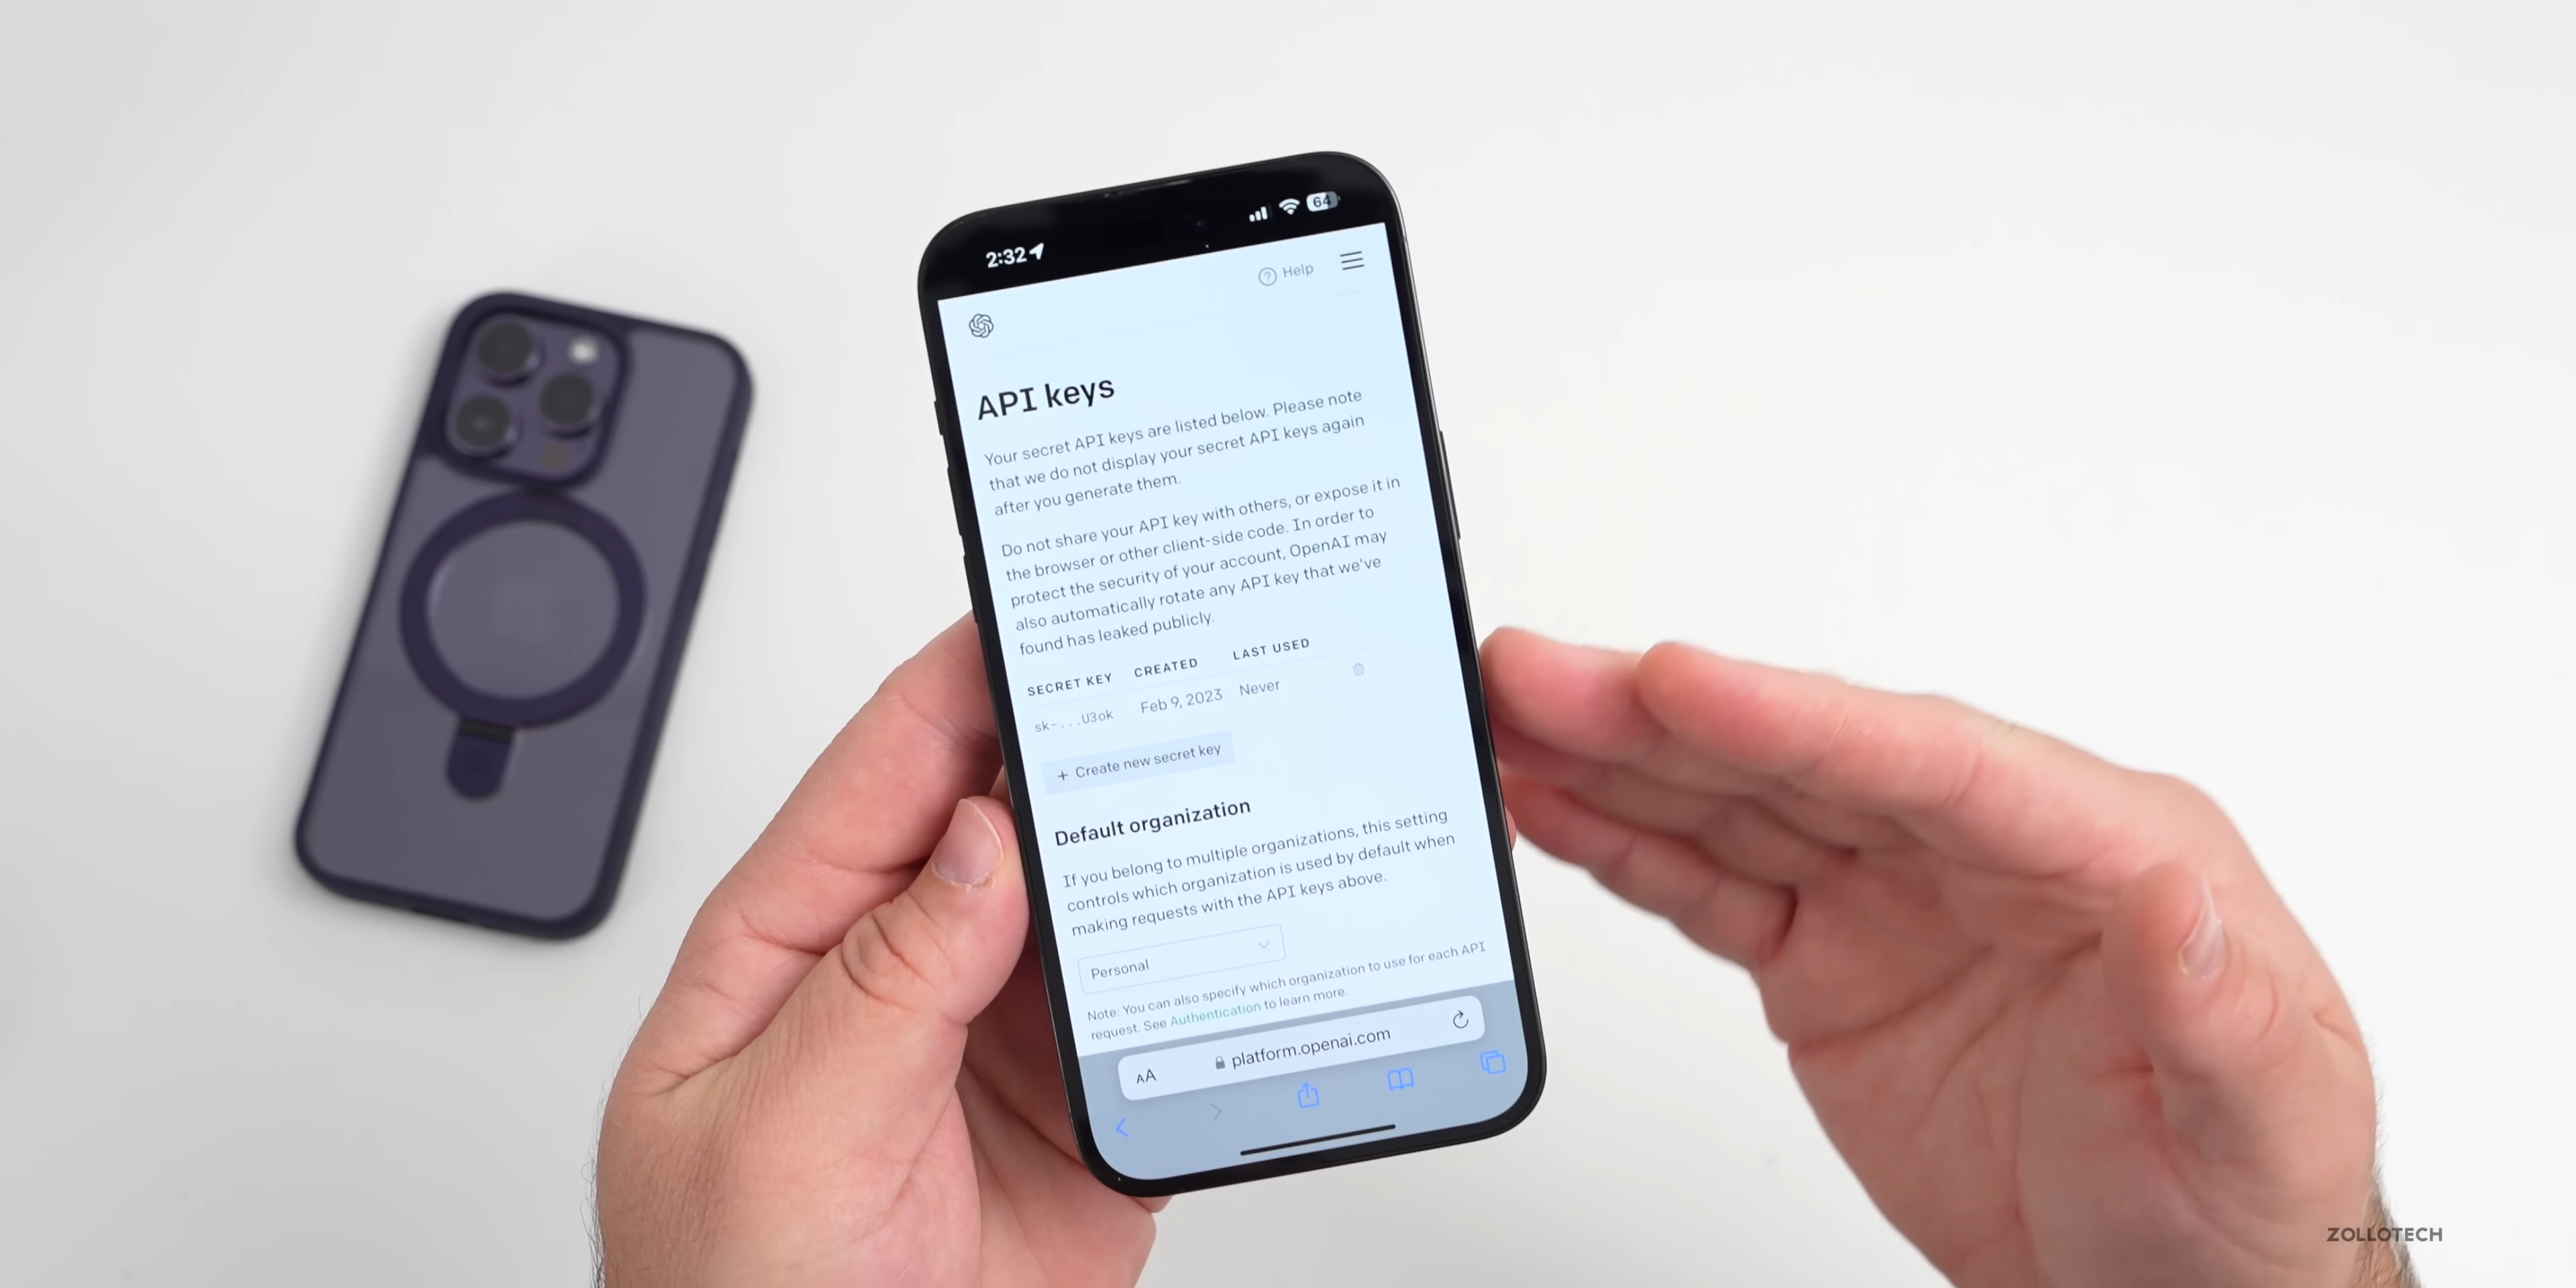 2:32
64
Help
API keys
Your secret API keys are listed below. Please note
that we do not display your secret API keys again
after you generate them.
Do not share your API key with others, or expose it in
the browser or other client-side code. In order to
protect the security of your account, OpenAI may
also automatically rotate any API key that we've
found has leaked publicly.
SECRET KEY CREATED LAST USED
sk-...U3ok Feb 9, 2023 Never
+ Create new secret key
Default organization
If you belong to multiple organizations, this setting
controls which organization is used by default when
making requests with the API keys above.
Personal
Note: You can also specify which organization to use for each API
request. See Authentication to learn more.
AA platform.openai.com
ZOLLOTECH